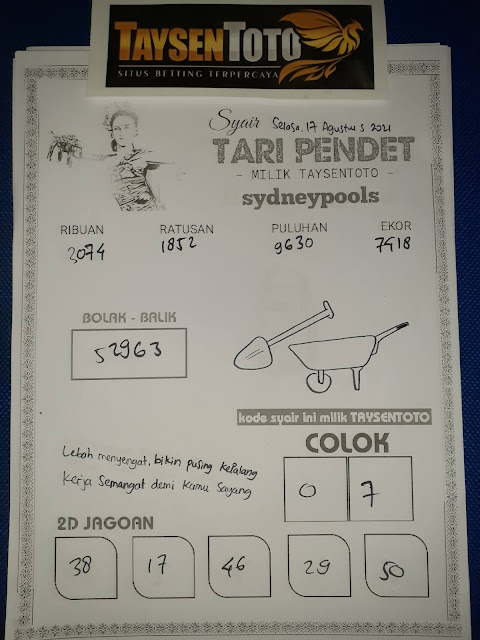 TAYSENTOTO
SITUS BETTING TERPERCAYA
Syair Selasa, 17 Agustus 2021
TARI PENDET
- MILIK TAYSENTOTO -
sydneypools
RIBUAN RATUSAN PULUHAN EKOR
3074 1852 9630 7418
BOLAK - BALIK
52963
kode syair ini milik TAYSENTOTO
COLOK
0 7
Lebah menyengat, bikin pusing kepalang
Kerja Semangat demi Kamu Sayang
2D JAGOAN
38 17 46 29 50